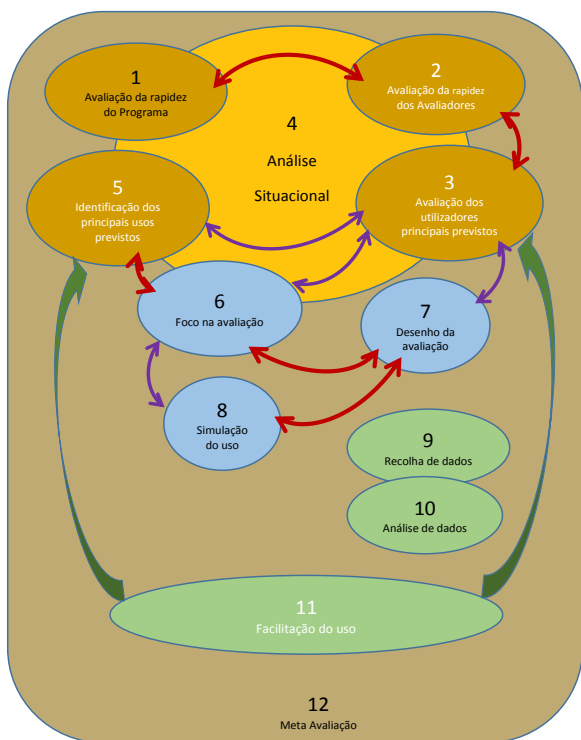 1
Avaliação da rapidez
do Programa
2
Avaliação da rapidez
dos Avaliadores
4
Análise
Situacional
5
Identificação dos
principais usos
previstos
3
Avaliação dos
utilizadores
principais previstos
6
Foco na avaliação
7
Desenho da
avaliação
8
Simulação
do uso
9
Recolha de dados
10
Análise de dados
11
Facilitação do uso
12
Meta Avaliação